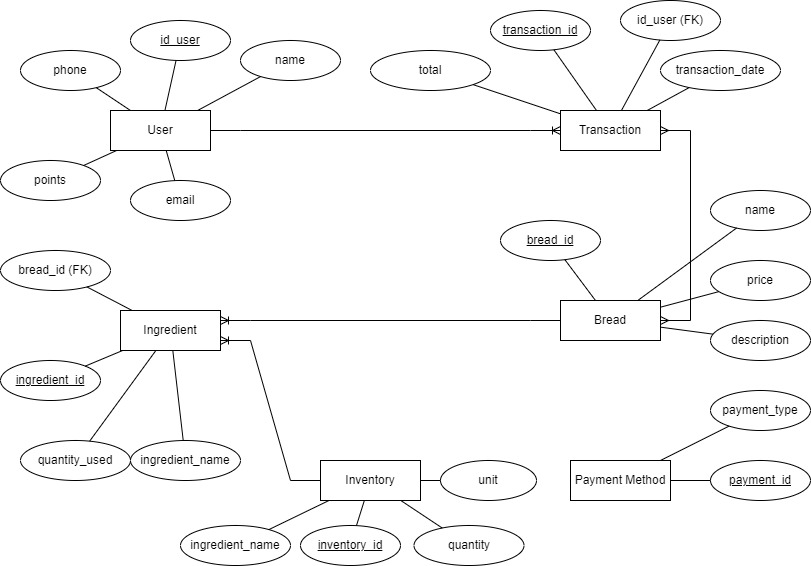 id_user
phone
name
User
points
email
transaction_id
id_user (FK)
total
transaction_date
Transaction
bread_id
name
price
description
Bread
bread_id (FK)
Ingredient
ingredient_id
quantity_used
ingredient_name
Inventory
unit
ingredient_name
inventory_id
quantity
payment_type
Payment Method
payment_id